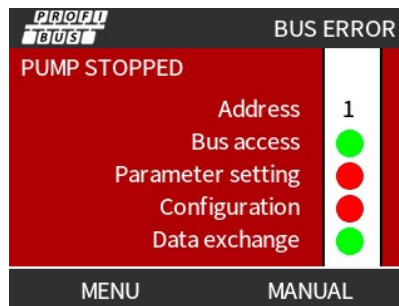 PROFI
BUS
BUS ERROR
PUMP STOPPED
Address 1
Bus access
Parameter setting
Configuration
Data exchange
MENU MANUAL